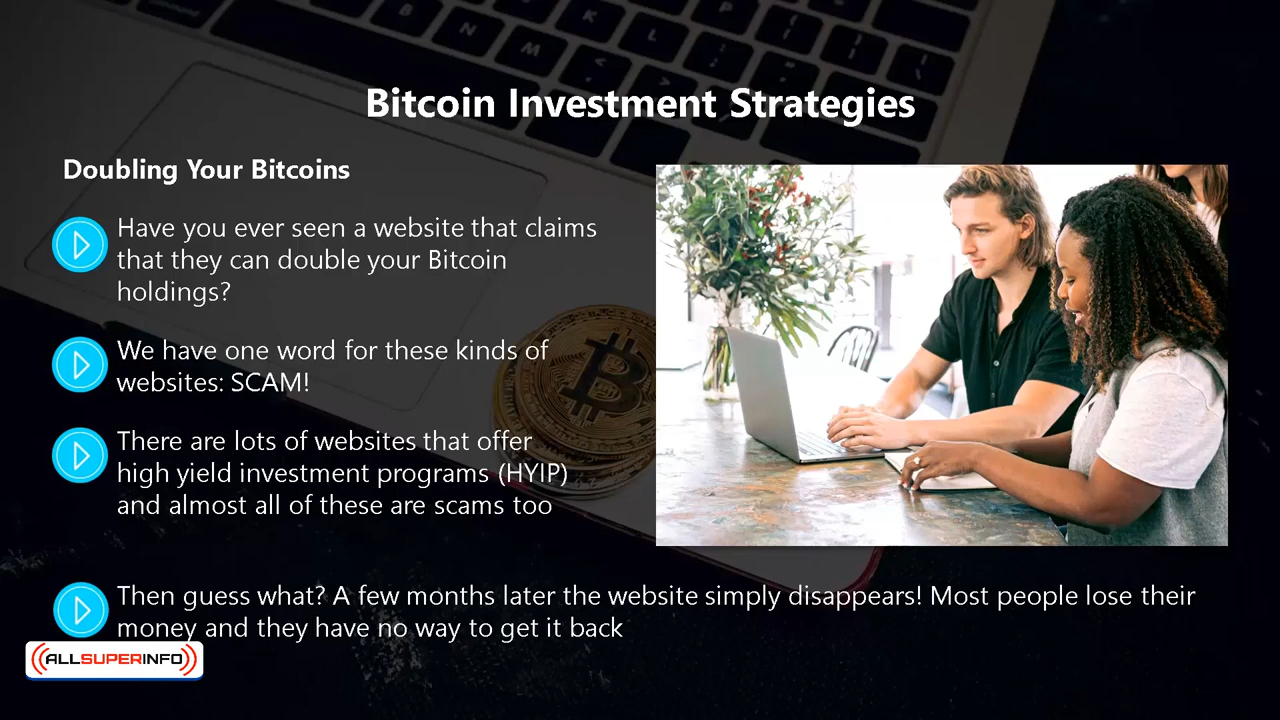 Bitcoin Investment Strategies
Doubling Your Bitcoins
Have you ever seen a website that claims
that they can double your Bitcoin
holdings?
We have one word for these kinds of
websites: SCAM!
There are lots of websites that offer
high yield investment programs (HYIP)
and almost all of these are scams too
Then guess what? A few months later the website simply disappears! Most people lose their
money and they have no way to get it back
ALLSUPERINFO